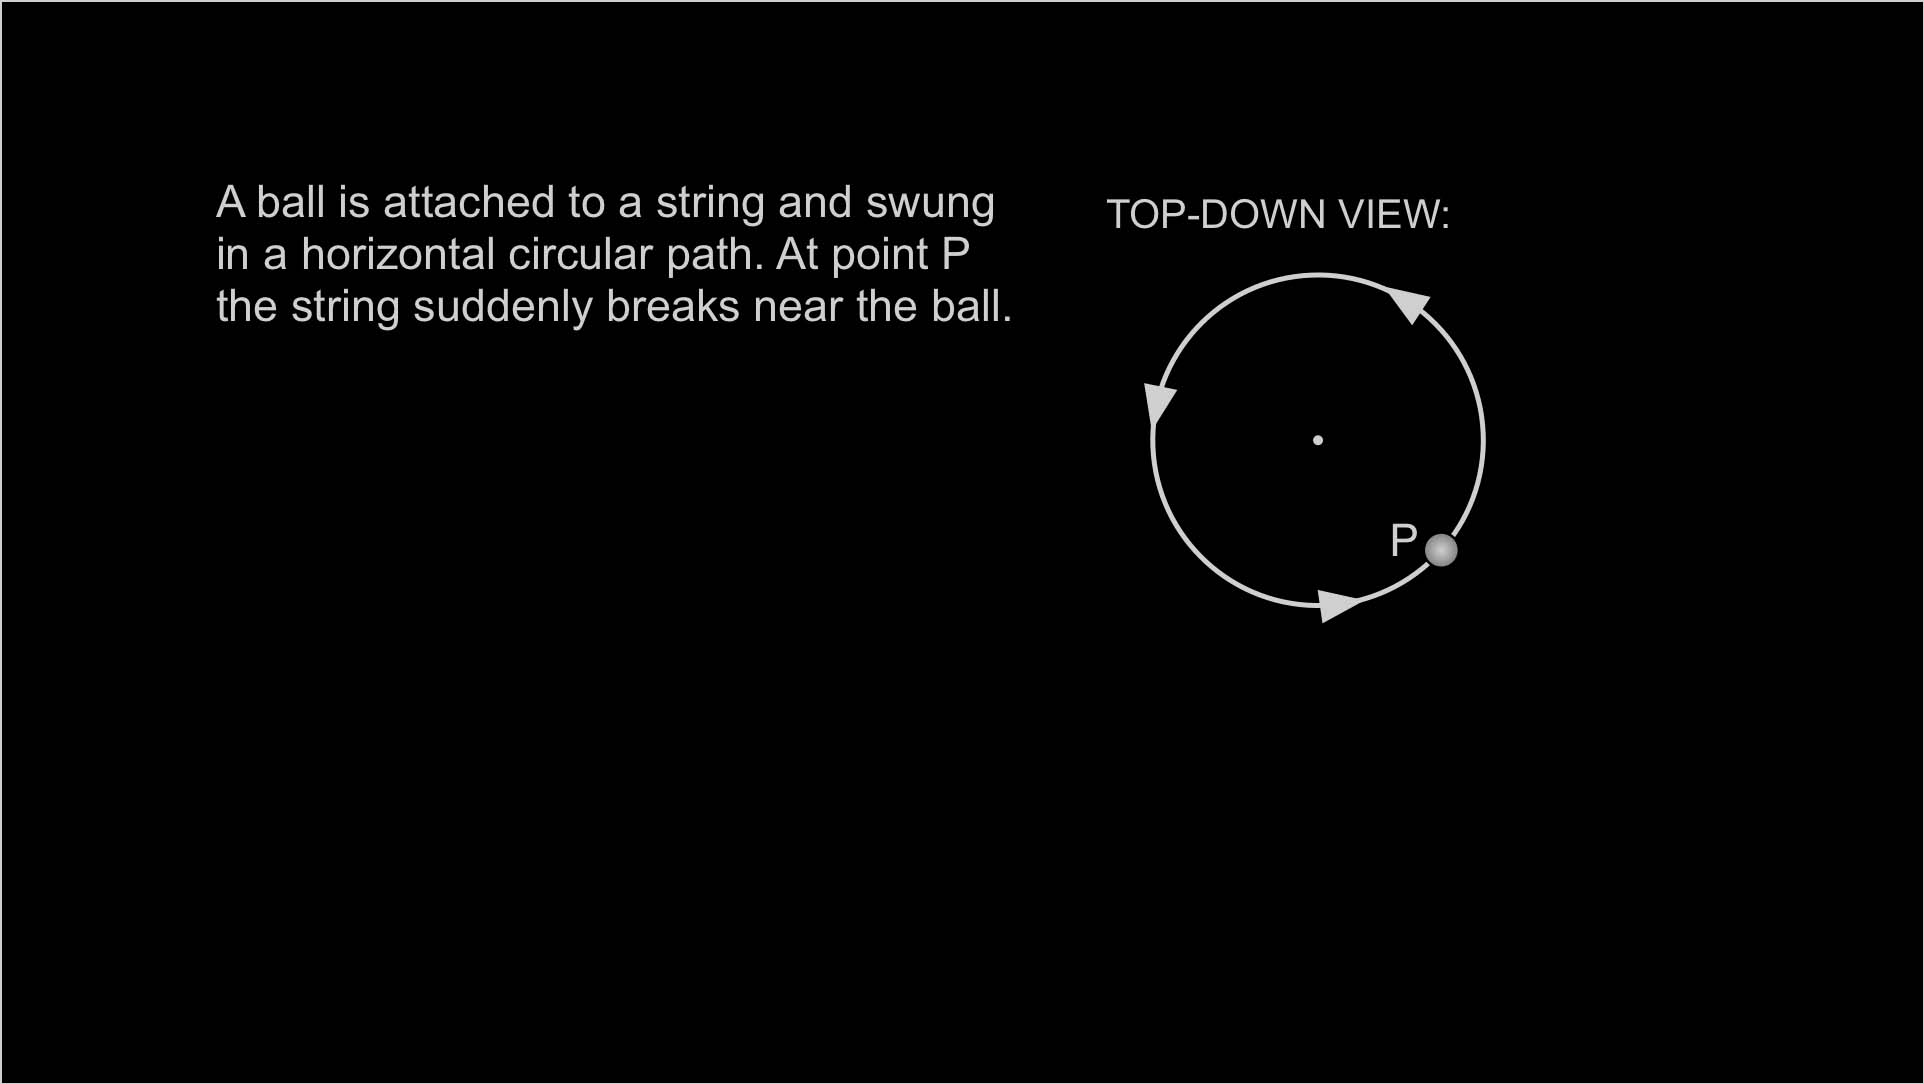 A ball is attached to a string and swung
in a horizontal circular path. At point P
the string suddenly breaks near the ball.
TOP-DOWN VIEW:
P